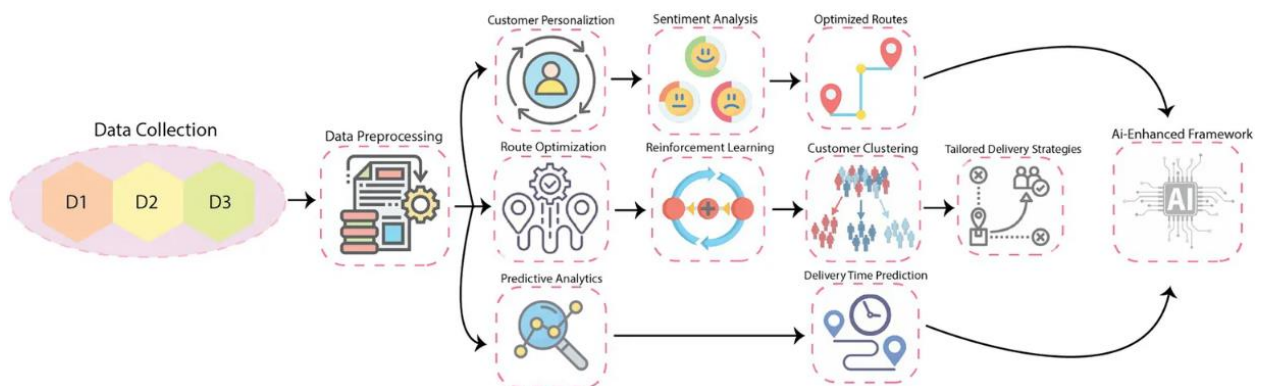 Data Collection
D1
D2
D3
Data Preprocessing
Customer Personaliztion
Sentiment Analysis
Optimized Routes
Route Optimization
Reinforcement Learning
Customer Clustering
Tailored Delivery Strategies
Predictive Analytics
Delivery Time Prediction
Ai-Enhanced Framework
AI